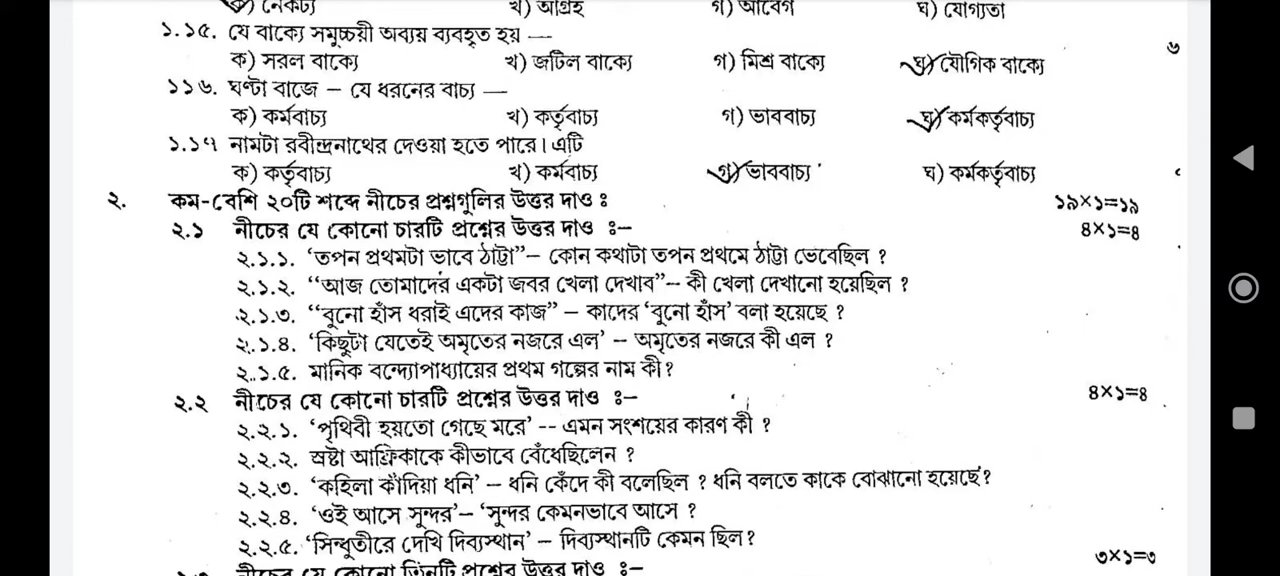 ক) নৈকট্য খ) আগ্রহ গ) আবেগ ঘ) যোগ্যতা
১.১৫. যে বাক্যে সমুচ্চয়ী অব্যয় ব্যবহৃত হয় —
ক) সরল বাক্যে খ) জটিল বাক্যে গ) মিশ্র বাক্যে ঘ) যৌগিক বাক্যে
১১৬. ঘণ্টা বাজে – যে ধরনের বাচ্য —
ক) কর্মবাচ্য খ) কর্তৃবাচ্য গ) ভাববাচ্য ঘ) কর্মকর্তৃবাচ্য
১.১৭ নামটা রবীন্দ্রনাথের দেওয়া হতে পারে। এটি
ক) কর্তৃবাচ্য খ) কর্মবাচ্য গ) ভাববাচ্য ঘ) কর্মকর্তৃবাচ্য
২. কম-বেশি ২০টি শব্দে নীচের প্রশ্নগুলির উত্তর দাও ঃ ১৯×১=১৯
২.১ নীচের যে কোনো চারটি প্রশ্নের উত্তর দাও ঃ– ৪×১=৪
২.১.১. ‘তপন প্রথমটা ভাবে ঠাট্টা”– কোন কথাটা তপন প্রথমে ঠাট্টা ভেবেছিল ?
২.১.২. “আজ তোমাদের একটা জবর খেলা দেখাব”– কী খেলা দেখানো হয়েছিল ?
২.১.৩. “বুনো হাঁস ধরাই এদের কাজ” – কাদের ‘বুনো হাঁস’ বলা হয়েছে ?
২.১.৪. ‘কিছুটা যেতেই অমৃতের নজরে এল’ – অমৃতের নজরে কী এল ?
২.১.৫. মানিক বন্দ্যোপাধ্যায়ের প্রথম গল্পের নাম কী?
২.২ নীচের যে কোনো চারটি প্রশ্নের উত্তর দাও ঃ– ৪×১=৪
২.২.১. ‘পৃথিবী হয়তো গেছে মরে’ -- এমন সংশয়ের কারণ কী ?
২.২.২. স্রষ্টা আফ্রিকাকে কীভাবে বেঁধেছিলেন ?
২.২.৩. ‘কহিলা কাঁদিয়া ধনি’ – ধনি কেঁদে কী বলেছিল ? ধনি বলতে কাকে বোঝানো হয়েছে?
২.২.৪. ‘ওই আসে সুন্দর’– ‘সুন্দর কেমনভাবে আসে ?
২.২.৫. ‘সিন্ধুতীরে দেখি দিব্যস্থান’ – দিব্যস্থানটি কেমন ছিল?
২.৩ নীচের যে কোনো তিনটি প্রশ্নের উত্তর দাও ঃ– ৩×১=৩